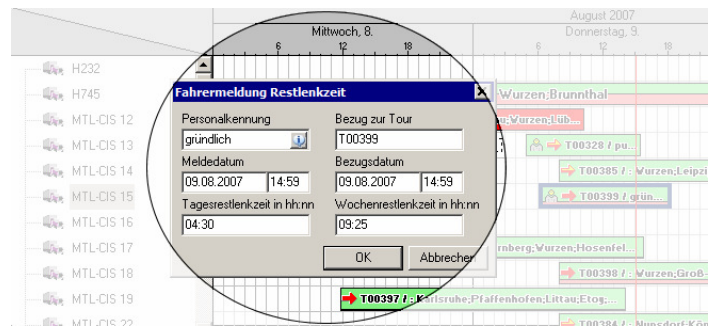 August 2007
Mittwoch, 8.
Donnerstag, 9.
6 12 18 6 12 18
H232
H745
Wurzen;Brunnthal
MTL-CIS 12
u;Wurzen;Lüb...
MTL-CIS 13
T00328 / pu...
MTL-CIS 14
T00385 / : Wurzen;Leipzi
MTL-CIS 15
T00399 / grün...
MTL-CIS 16
MTL-CIS 17
rnberg;Wurzen;Hosenfel...
MTL-CIS 18
T00398 / : Wurzen;Groß-
MTL-CIS 19
T00397 / : Karlsruhe;Pfaffenhofen;Littau;Etoy;...
MTL-CIS 22
T00384 / : Nunsdorf;Kön
Fahrermeldung Restlenkzeit
Personalkennung Bezug zur Tour
gründlich T00399
Meldedatum Bezugsdatum
09.08.2007 14:59 09.08.2007 14:59
Tagesrestlenkzeit in hh:nn Wochenrestlenkzeit in hh:nn
04:30 09:25
OK Abbrechen